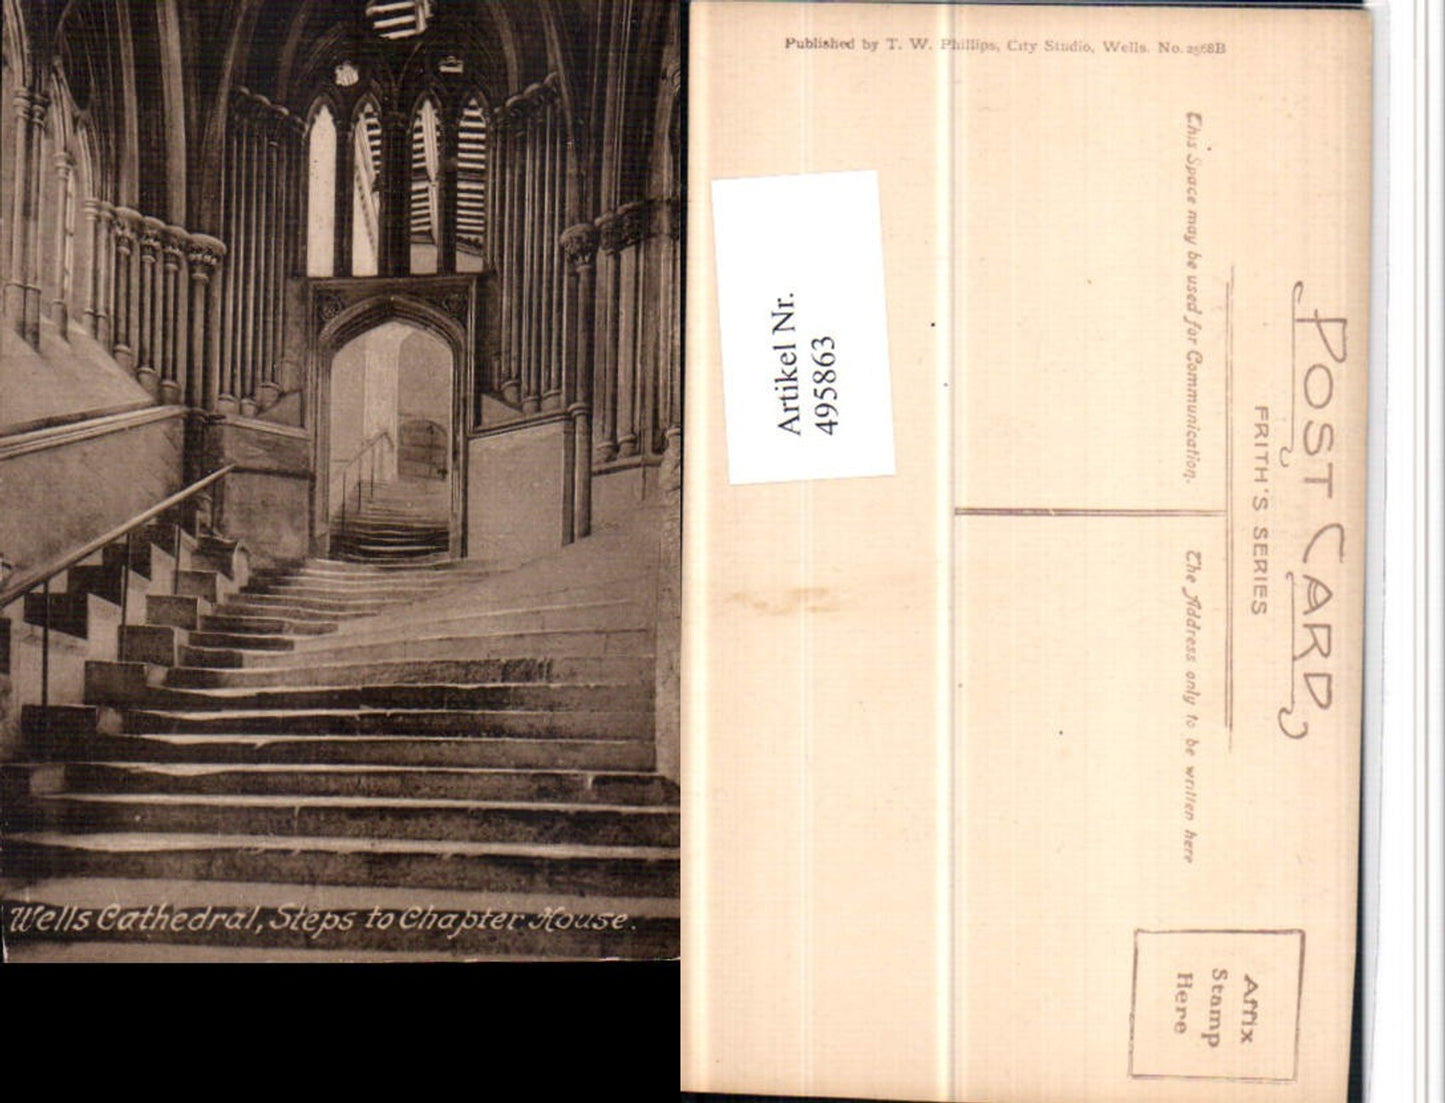 Wells Cathedral, Steps to Chapter House.
Published by T. W. Phillips, City Studio, Wells. No. 2568B
Artikel Nr.
495863
POST CARD
FRITH'S SERIES
This Space may be used for Communication.
The Address only to be written here
Affix
Stamp
Here